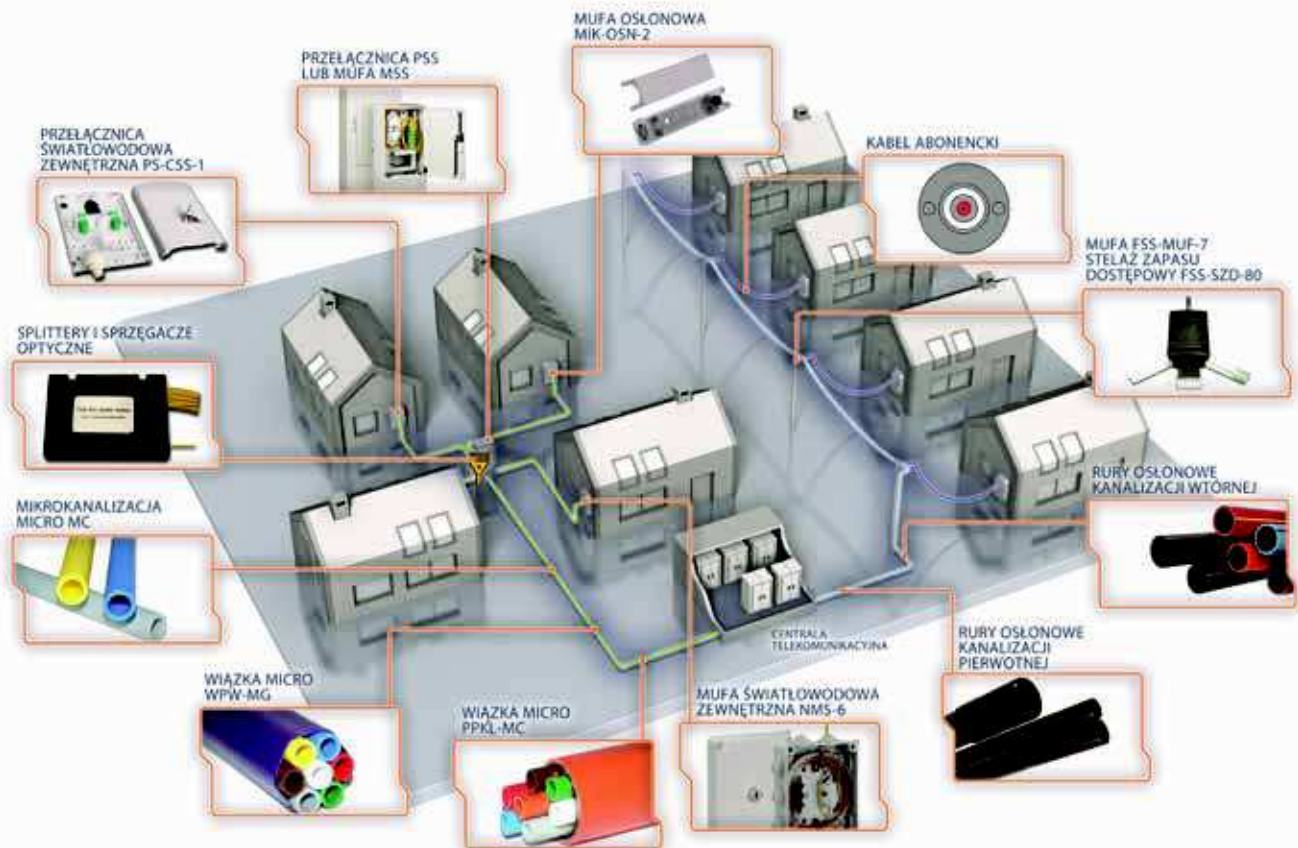 MUFA OSŁONOWA
MIK-OSN-2
PRZEŁĄCZNICA PSS
LUB MUFA MSS
PRZEŁĄCZNICA
ŚWIATŁOWODOWA
ZEWNĘTRZNA PS-CSS-1
KABEL ABONENCKI
MUFA FSS-MUF-7
STELAŻ ZAPASU
DOSTĘPOWY FSS-SZD-80
SPLITTERY I SPRZĘGACZE
OPTYCZNE
RURY OSŁONOWE
KANALIZACJI WTÓRNEJ
MIKROKANALIZACJA
MICRO MC
CENTRALA
TELEKOMUNIKACYJNA
RURY OSŁONOWE
KANALIZACJI
PIERWOTNEJ
WIĄZKA MICRO
WPW-MG
MUFA ŚWIATŁOWODOWA
ZEWNĘTRZNA NMS-6
WIĄZKA MICRO
PPKL-MC